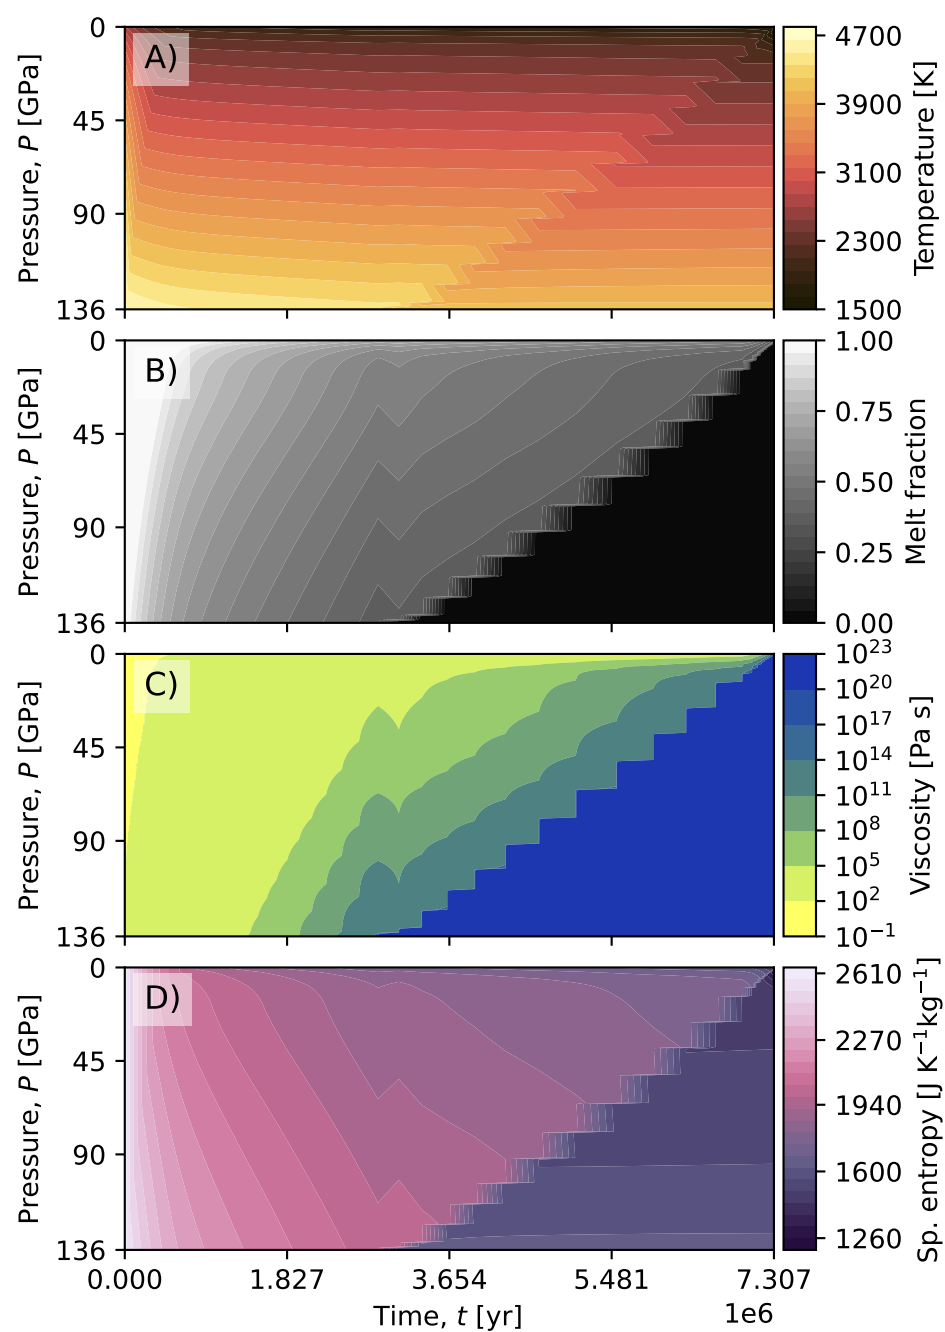 A)
0
45
90
136
Pressure, P [GPa]
4700
3900
3100
2300
1500
Temperature [K]
B)
0
45
90
136
Pressure, P [GPa]
1.00
0.75
0.50
0.25
0.00
Melt fraction
C)
0
45
90
136
Pressure, P [GPa]
10²³
10²⁰
10¹⁷
10¹⁴
10¹¹
10⁸
10⁵
10²
10⁻¹
Viscosity [Pa s]
D)
0
45
90
136
Pressure, P [GPa]
2610
2270
1940
1600
1260
Sp. entropy [J K⁻¹kg⁻¹]
0.000 1.827 3.654 5.481 7.307
1e6
Time, t [yr]